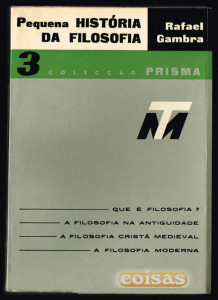 Pequena HISTÓRIA
DA FILOSOFIA
Rafael
Gambra
3 COLECÇÃO PRISMA
TM
QUE É FILOSOFIA?
A FILOSOFIA NA ANTIGUIDADE
A FILOSOFIA CRISTÃ MEDIEVAL
A FILOSOFIA MODERNA
coisas